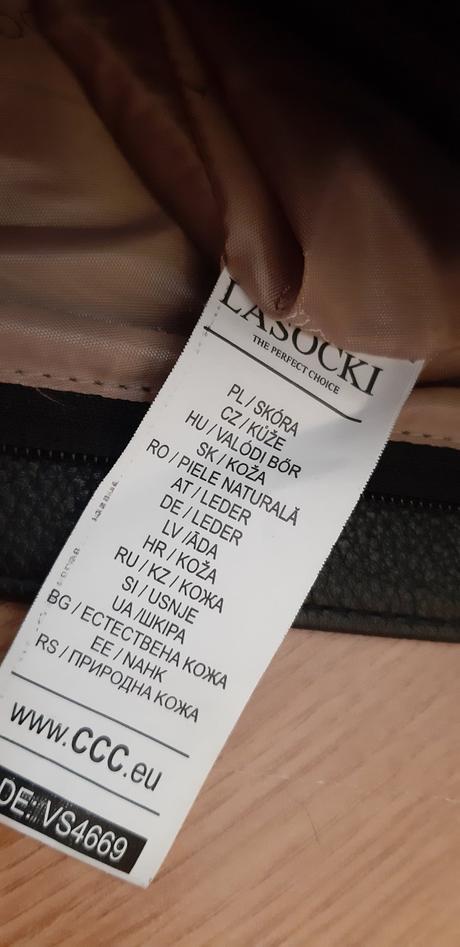 LASOCKI
THE PERFECT CHOICE
PL / SKÓRA
CZ / KŮŽE
HU / VALÓDI BŐR
SK / KOŽA
RO / PIELE NATURALĂ
AT / LEDER
DE / LEDER
LV /ĀDA
HR / KOŽA
RU / KZ / КОЖА
SI / USNJE
UA /ШКІРА
BG / ЕСТЕСТВЕНА КОЖА
EE / NAHK
RS / ПРИРОДНА КОЖА
www.CCC.eu
DE: VS4669